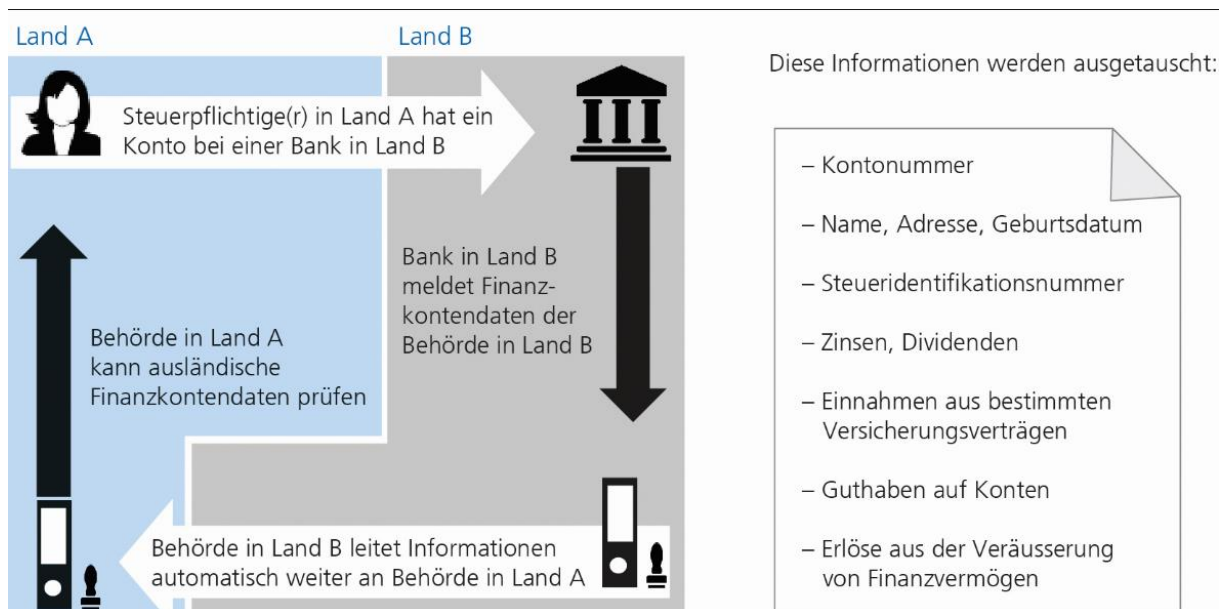 Land A
Land B
Steuerpflichtige(r) in Land A hat ein
Konto bei einer Bank in Land B
Bank in Land B
meldet Finanz-
kontendaten der
Behörde in Land B
Behörde in Land B leitet Informationen
automatisch weiter an Behörde in Land A
Behörde in Land A
kann ausländische
Finanzkontendaten prüfen
Diese Informationen werden ausgetauscht:
– Kontonummer
– Name, Adresse, Geburtsdatum
– Steueridentifikationsnummer
– Zinsen, Dividenden
– Einnahmen aus bestimmten
Versicherungsverträgen
– Guthaben auf Konten
– Erlöse aus der Veräusserung
von Finanzvermögen